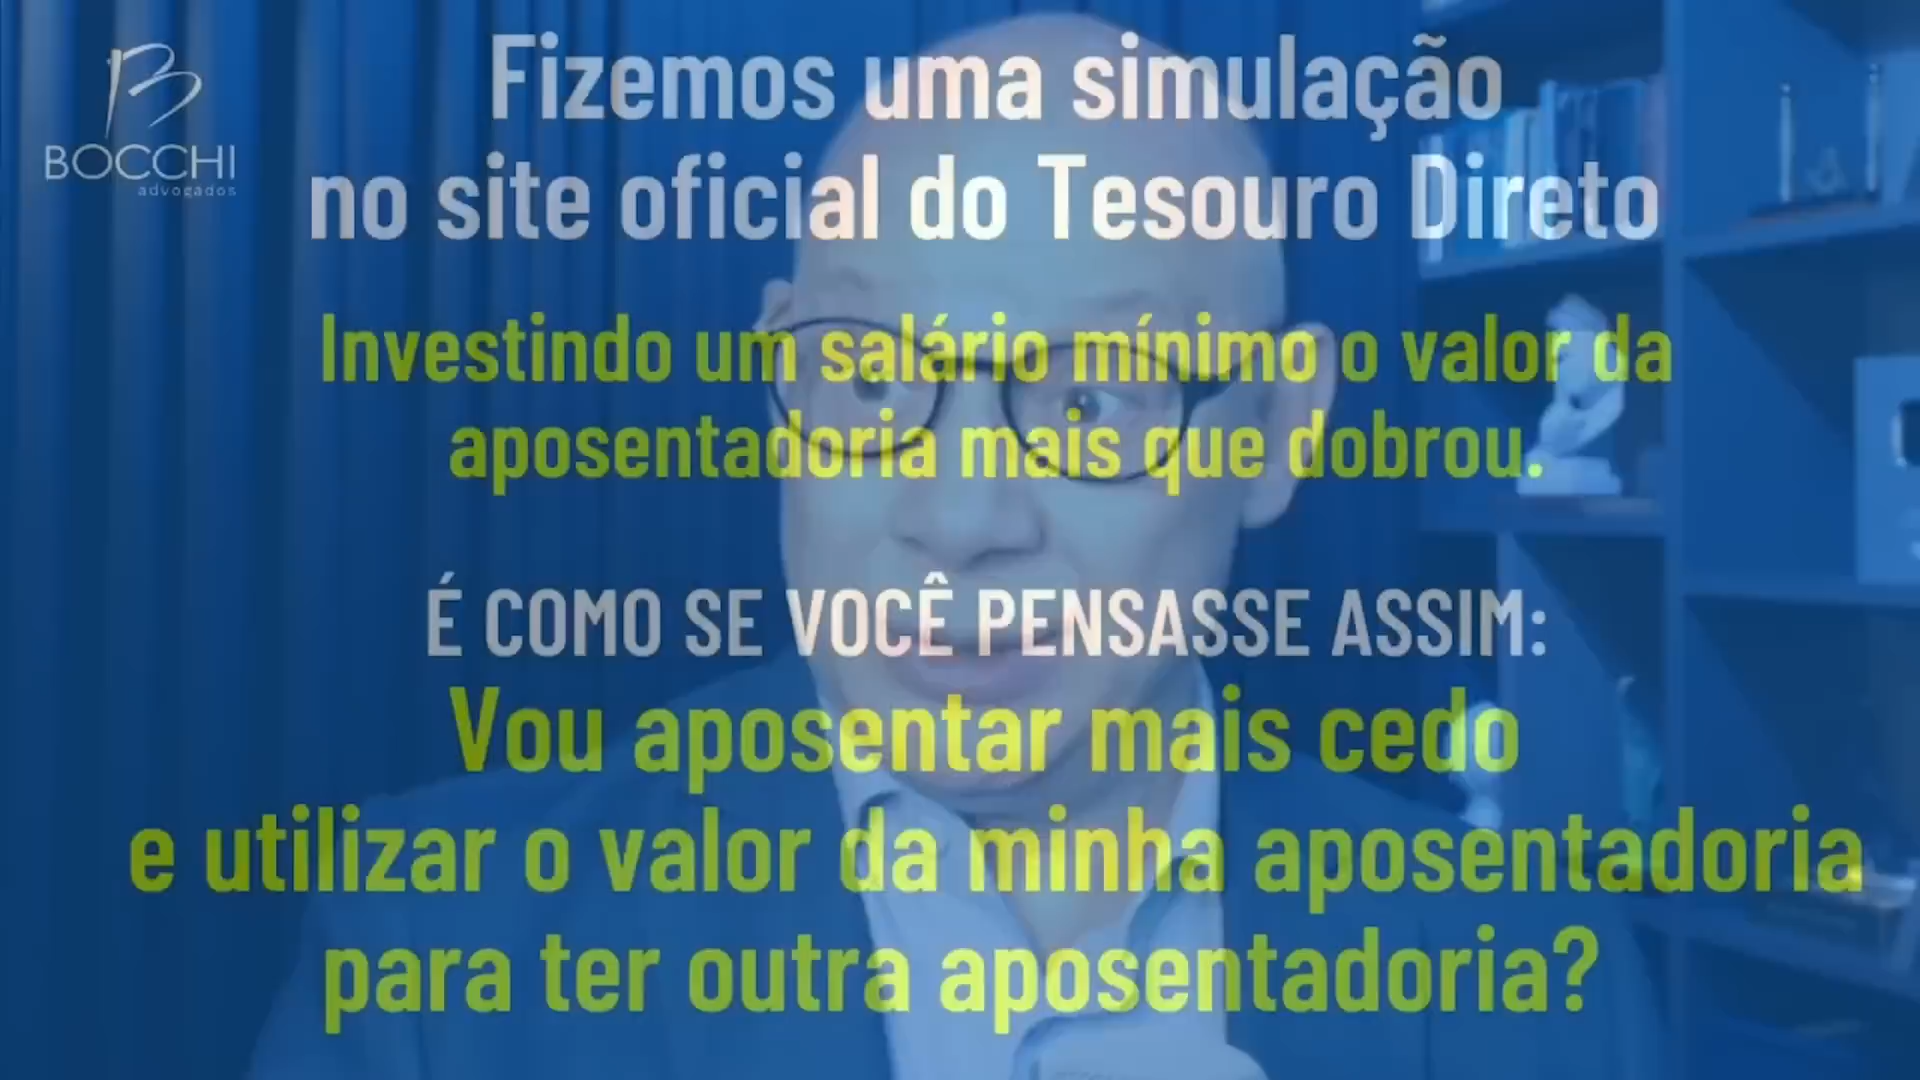 BOCCHI
advogados
Fizemos uma simulação
no site oficial do Tesouro Direto
Investindo um salário mínimo o valor da
aposentadoria mais que dobrou.
É COMO SE VOCÊ PENSASSE ASSIM:
Vou aposentar mais cedo
e utilizar o valor da minha aposentadoria
para ter outra aposentadoria?